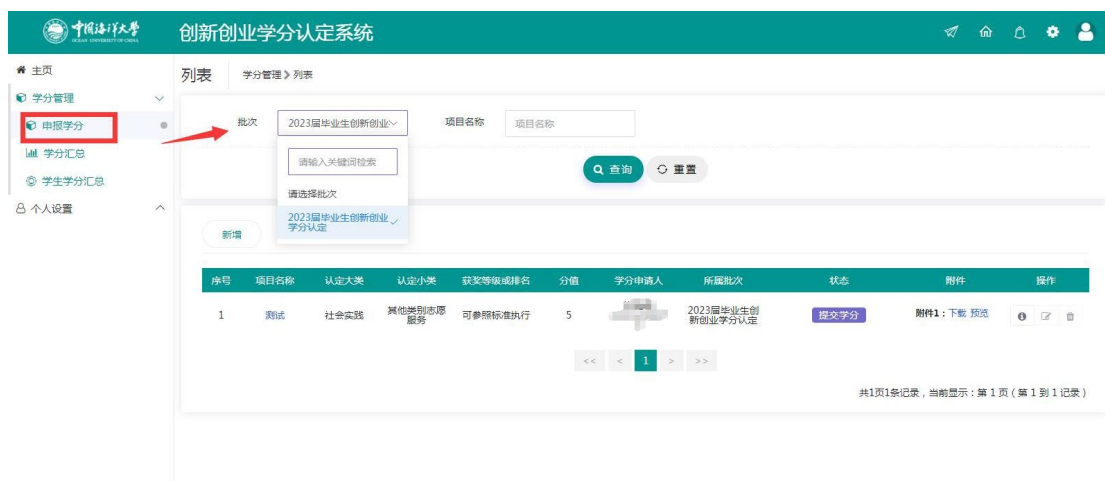 中国海洋大学
OCEAN UNIVERSITY OF CHINA
创新创业学分认定系统
主页
学分管理
申报学分
学分汇总
学生学分汇总
个人设置
列表 学分管理》列表
批次 2023届毕业生创新创业 项目名称 项目名称
请输入关键词检索
请选择批次
2023届毕业生创新创业
学分认定
查询 重置
新增
序号 项目名称 认定大类 认定小类 获奖等级或排名 分值 学分申请人 所属批次 状态 附件 操作
1 测试 社会实践 其他类别志愿
服务 可参照标准执行 5 2023届毕业生创
新创业学分认定 提交学分 附件1：下载 预览
<< < 1 > >>
共1页1条记录，当前显示：第 1 页 ( 第 1 到 1 记录 )